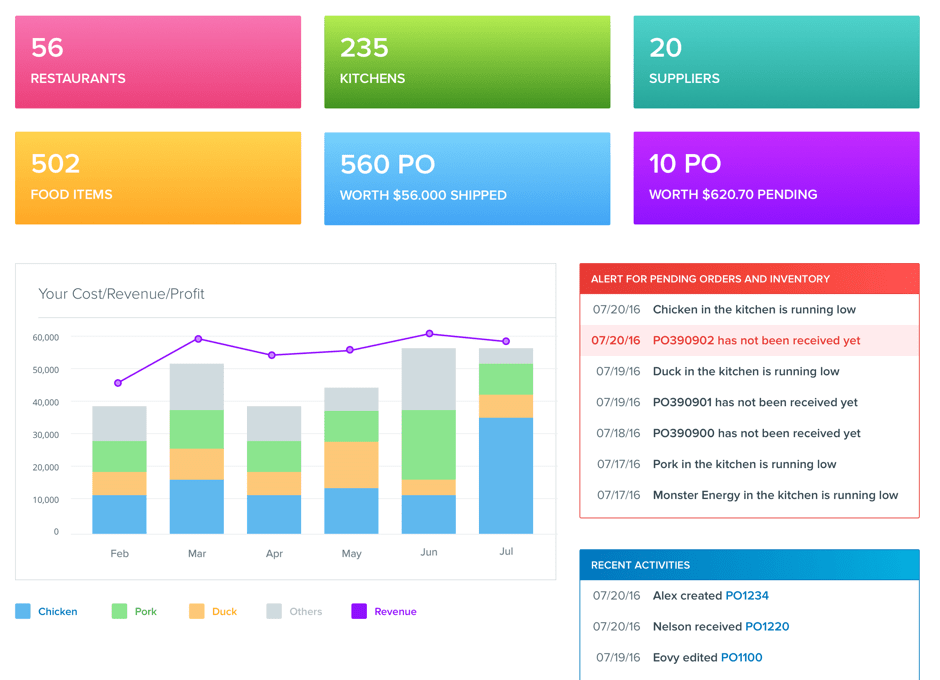 56
RESTAURANTS
235
KITCHENS
20
SUPPLIERS
502
FOOD ITEMS
560 PO
WORTH $56.000 SHIPPED
10 PO
WORTH $620.70 PENDING
Your Cost/Revenue/Profit
60,000
50,000
40,000
30,000
20,000
10,000
0
Feb Mar Apr May Jun Jul
Chicken Pork Duck Others Revenue
ALERT FOR PENDING ORDERS AND INVENTORY
07/20/16 Chicken in the kitchen is running low
07/20/16 PO390902 has not been received yet
07/19/16 Duck in the kitchen is running low
07/19/16 PO390901 has not been received yet
07/18/16 PO390900 has not been received yet
07/17/16 Pork in the kitchen is running low
07/17/16 Monster Energy in the kitchen is running low
RECENT ACTIVITIES
07/20/16 Alex created PO1234
07/20/16 Nelson received PO1220
07/19/16 Eovy edited PO1100